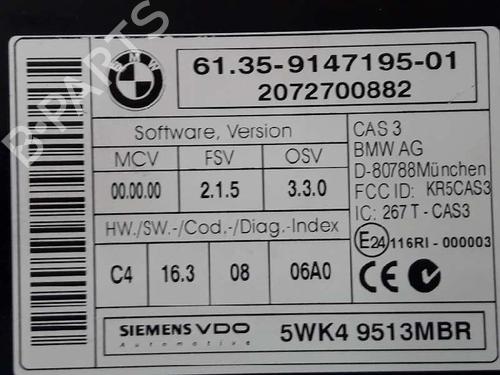 BMW
61.35-9147195-01
2072700882
Software, Version
MCV FSV OSV
00.00.00 2.1.5 3.3.0
HW./SW.-/Cod.-/Diag.-Index
C4 16.3 08 06A0
CAS 3
BMW AG
D-80788München
FCC ID: KR5CAS3
IC: 267 T - CAS3
E24 116RI - 000003
CE
SIEMENS VDO
Automotive
5WK4 9513MBR
B-PARTS